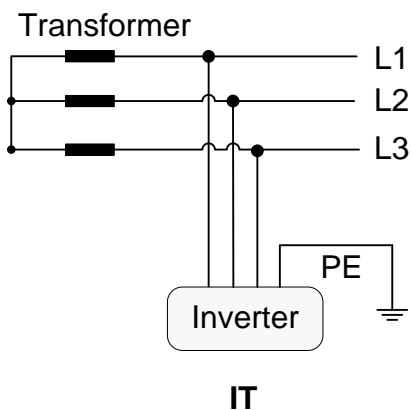 Transformer
L1
L2
L3
PE
Inverter
IT